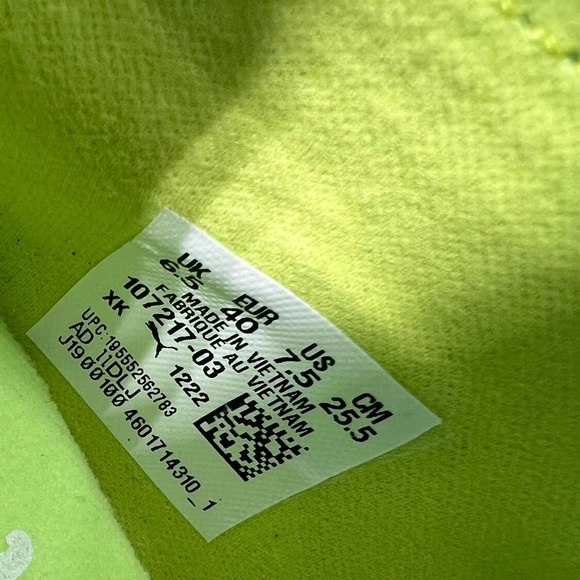 UK EUR US CM
6.5 40 7.5 25.5
MADE IN VIETNAM
FABRIQUE AU VIETNAM
107217-03
XK 1222
UPC:195552562783
AD 11DLJ
J1900100 4601714310_1